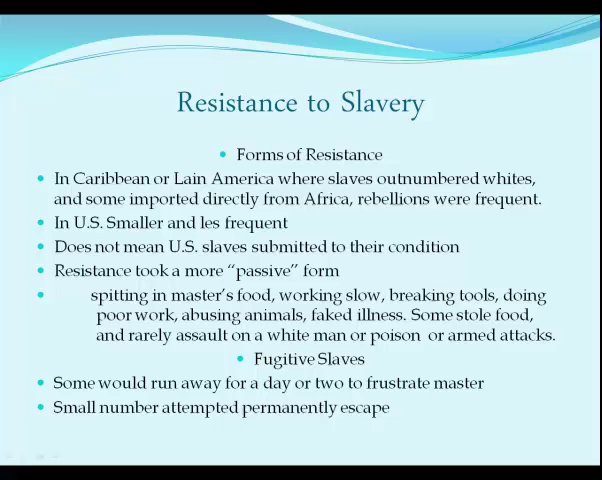 Resistance to Slavery
• Forms of Resistance
• In Caribbean or Lain America where slaves outnumbered whites,
and some imported directly from Africa, rebellions were frequent.
• In U.S. Smaller and les frequent
• Does not mean U.S. slaves submitted to their condition
• Resistance took a more “passive” form
• spitting in master’s food, working slow, breaking tools, doing
poor work, abusing animals, faked illness. Some stole food,
and rarely assault on a white man or poison or armed attacks.
• Fugitive Slaves
• Some would run away for a day or two to frustrate master
• Small number attempted permanently escape